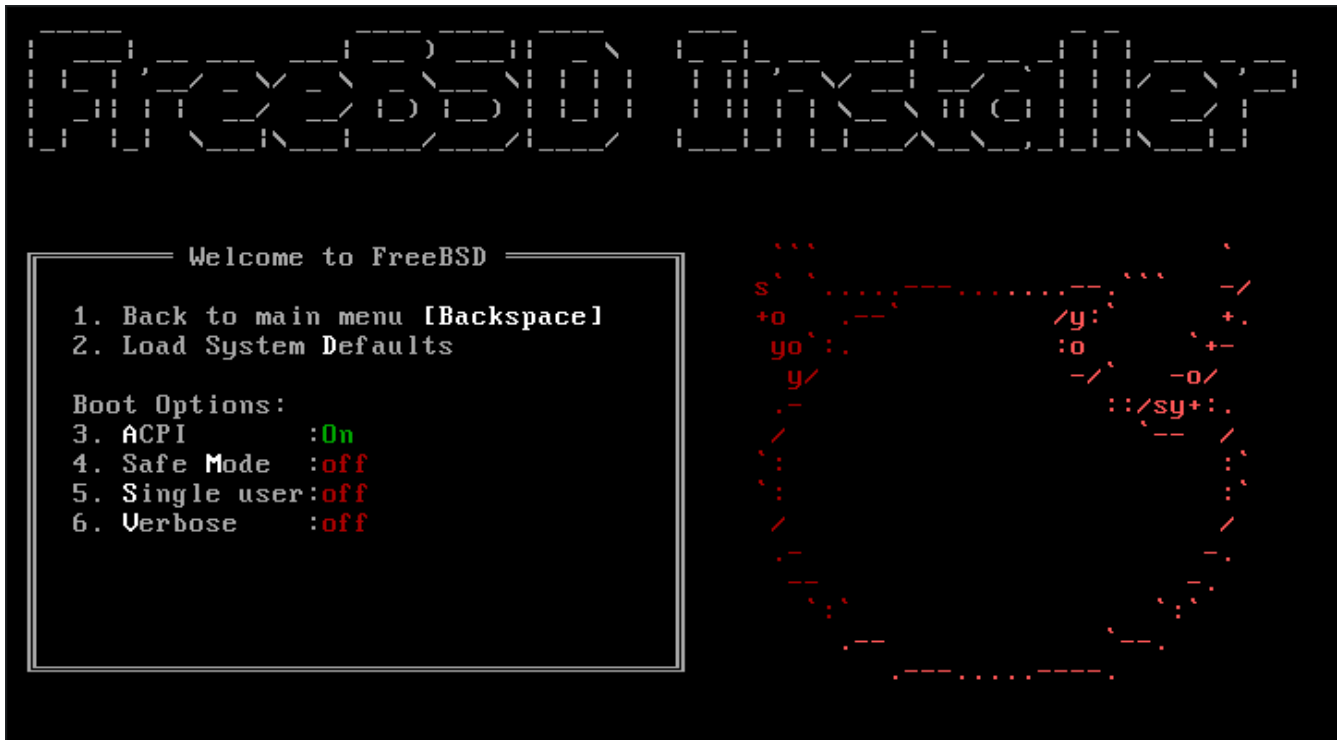 FreeBSD Installer
Welcome to FreeBSD
1. Back to main menu [Backspace]
2. Load System Defaults
Boot Options:
3. ACPI :On
4. Safe Mode :off
5. Single user:off
6. Verbose :off